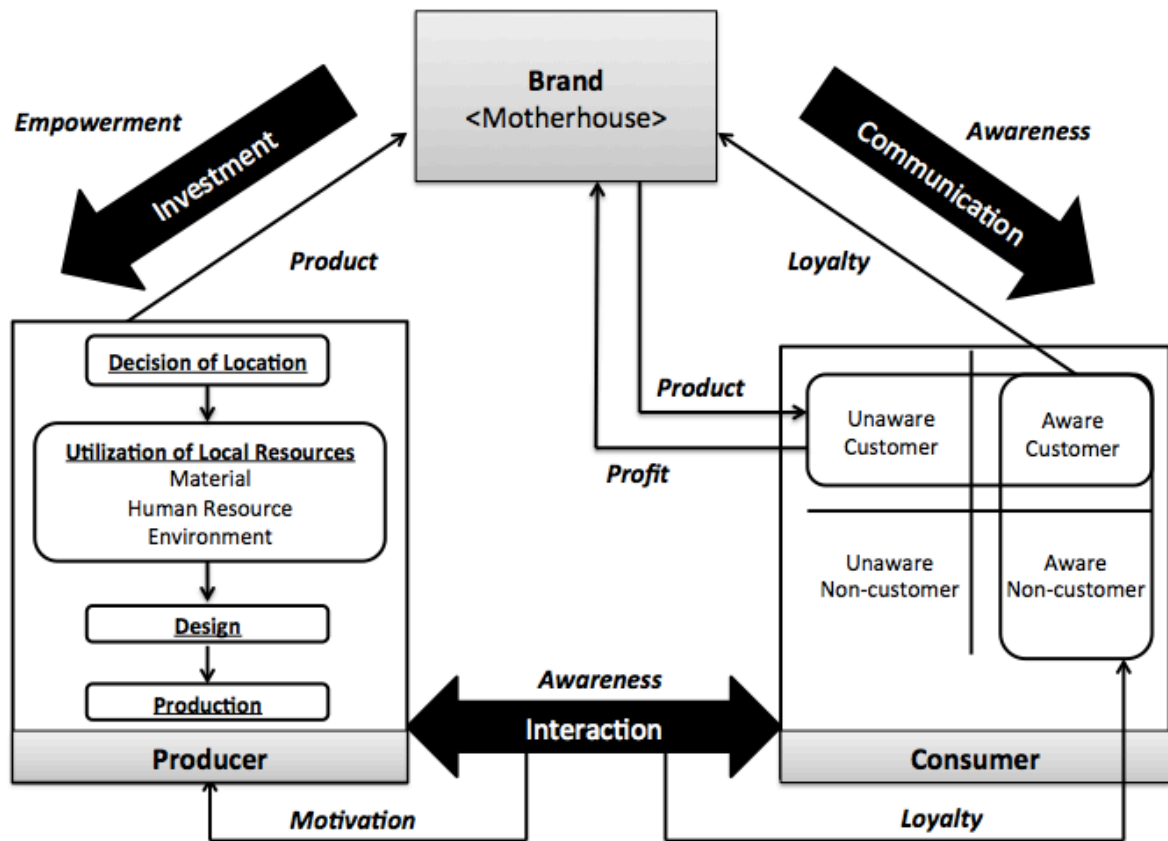 Brand
<Motherhouse>
Empowerment
Investment
Product
Communication
Awareness
Loyalty
Decision of Location
Utilization of Local Resources
Material
Human Resource
Environment
Design
Production
Producer
Product
Profit
Unaware
Customer
Aware
Customer
Unaware
Non-customer
Aware
Non-customer
Consumer
Awareness
Interaction
Motivation
Loyalty